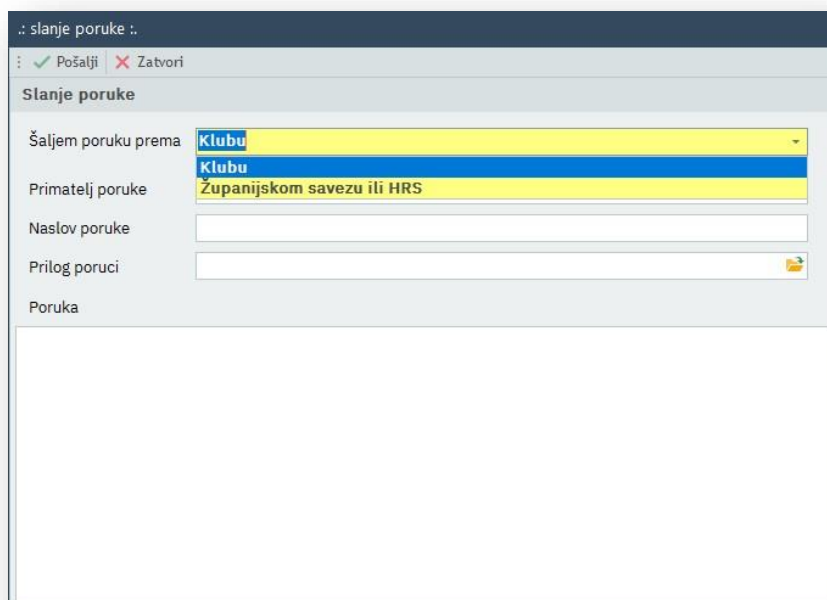 .: slanje poruke :.
Pošalji Zatvori
Slanje poruke
Šaljem poruku prema Klubu
Klubu
Županijskom savezu ili HRS
Primatelj poruke
Naslov poruke
Prilog poruci
Poruka